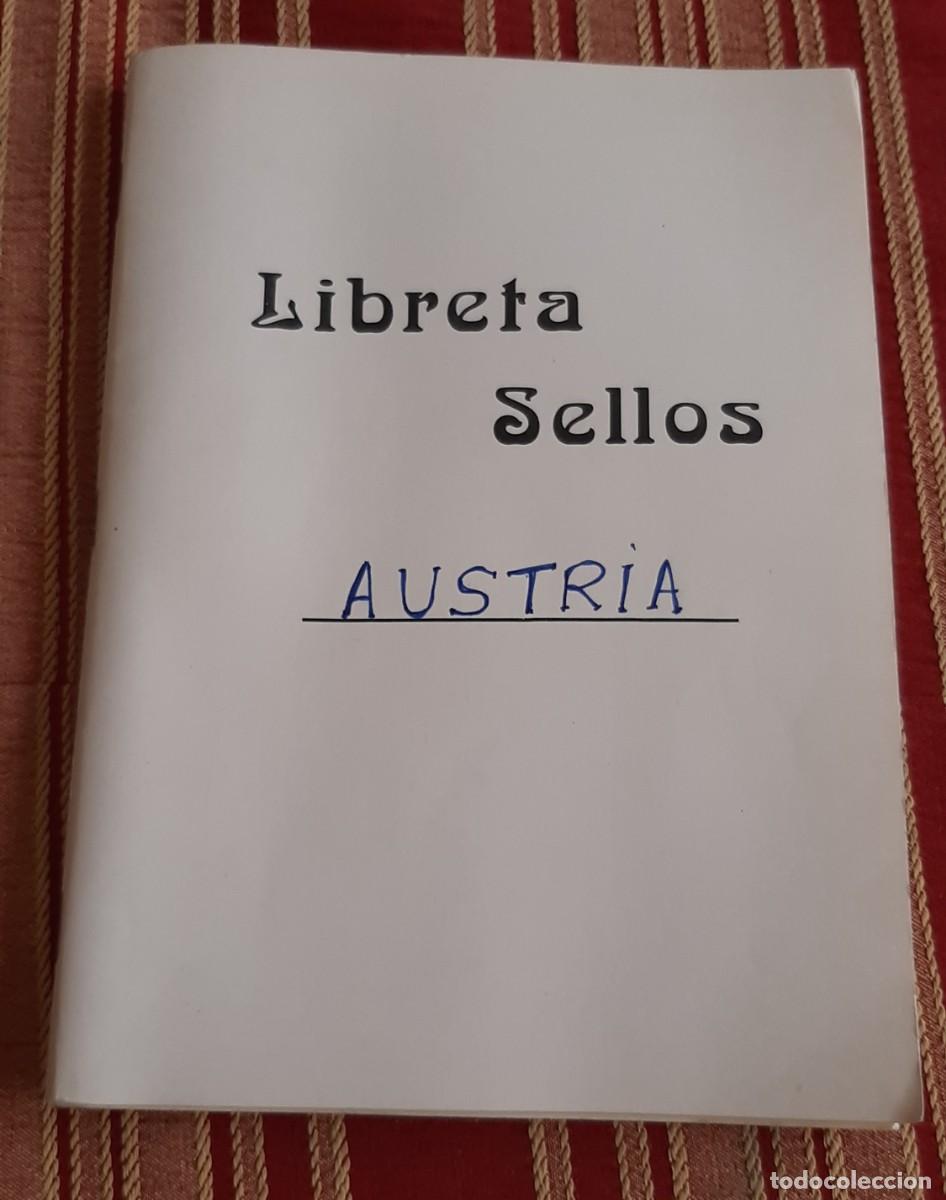 Libreta
Sellos
AUSTRiA
todocoleccion